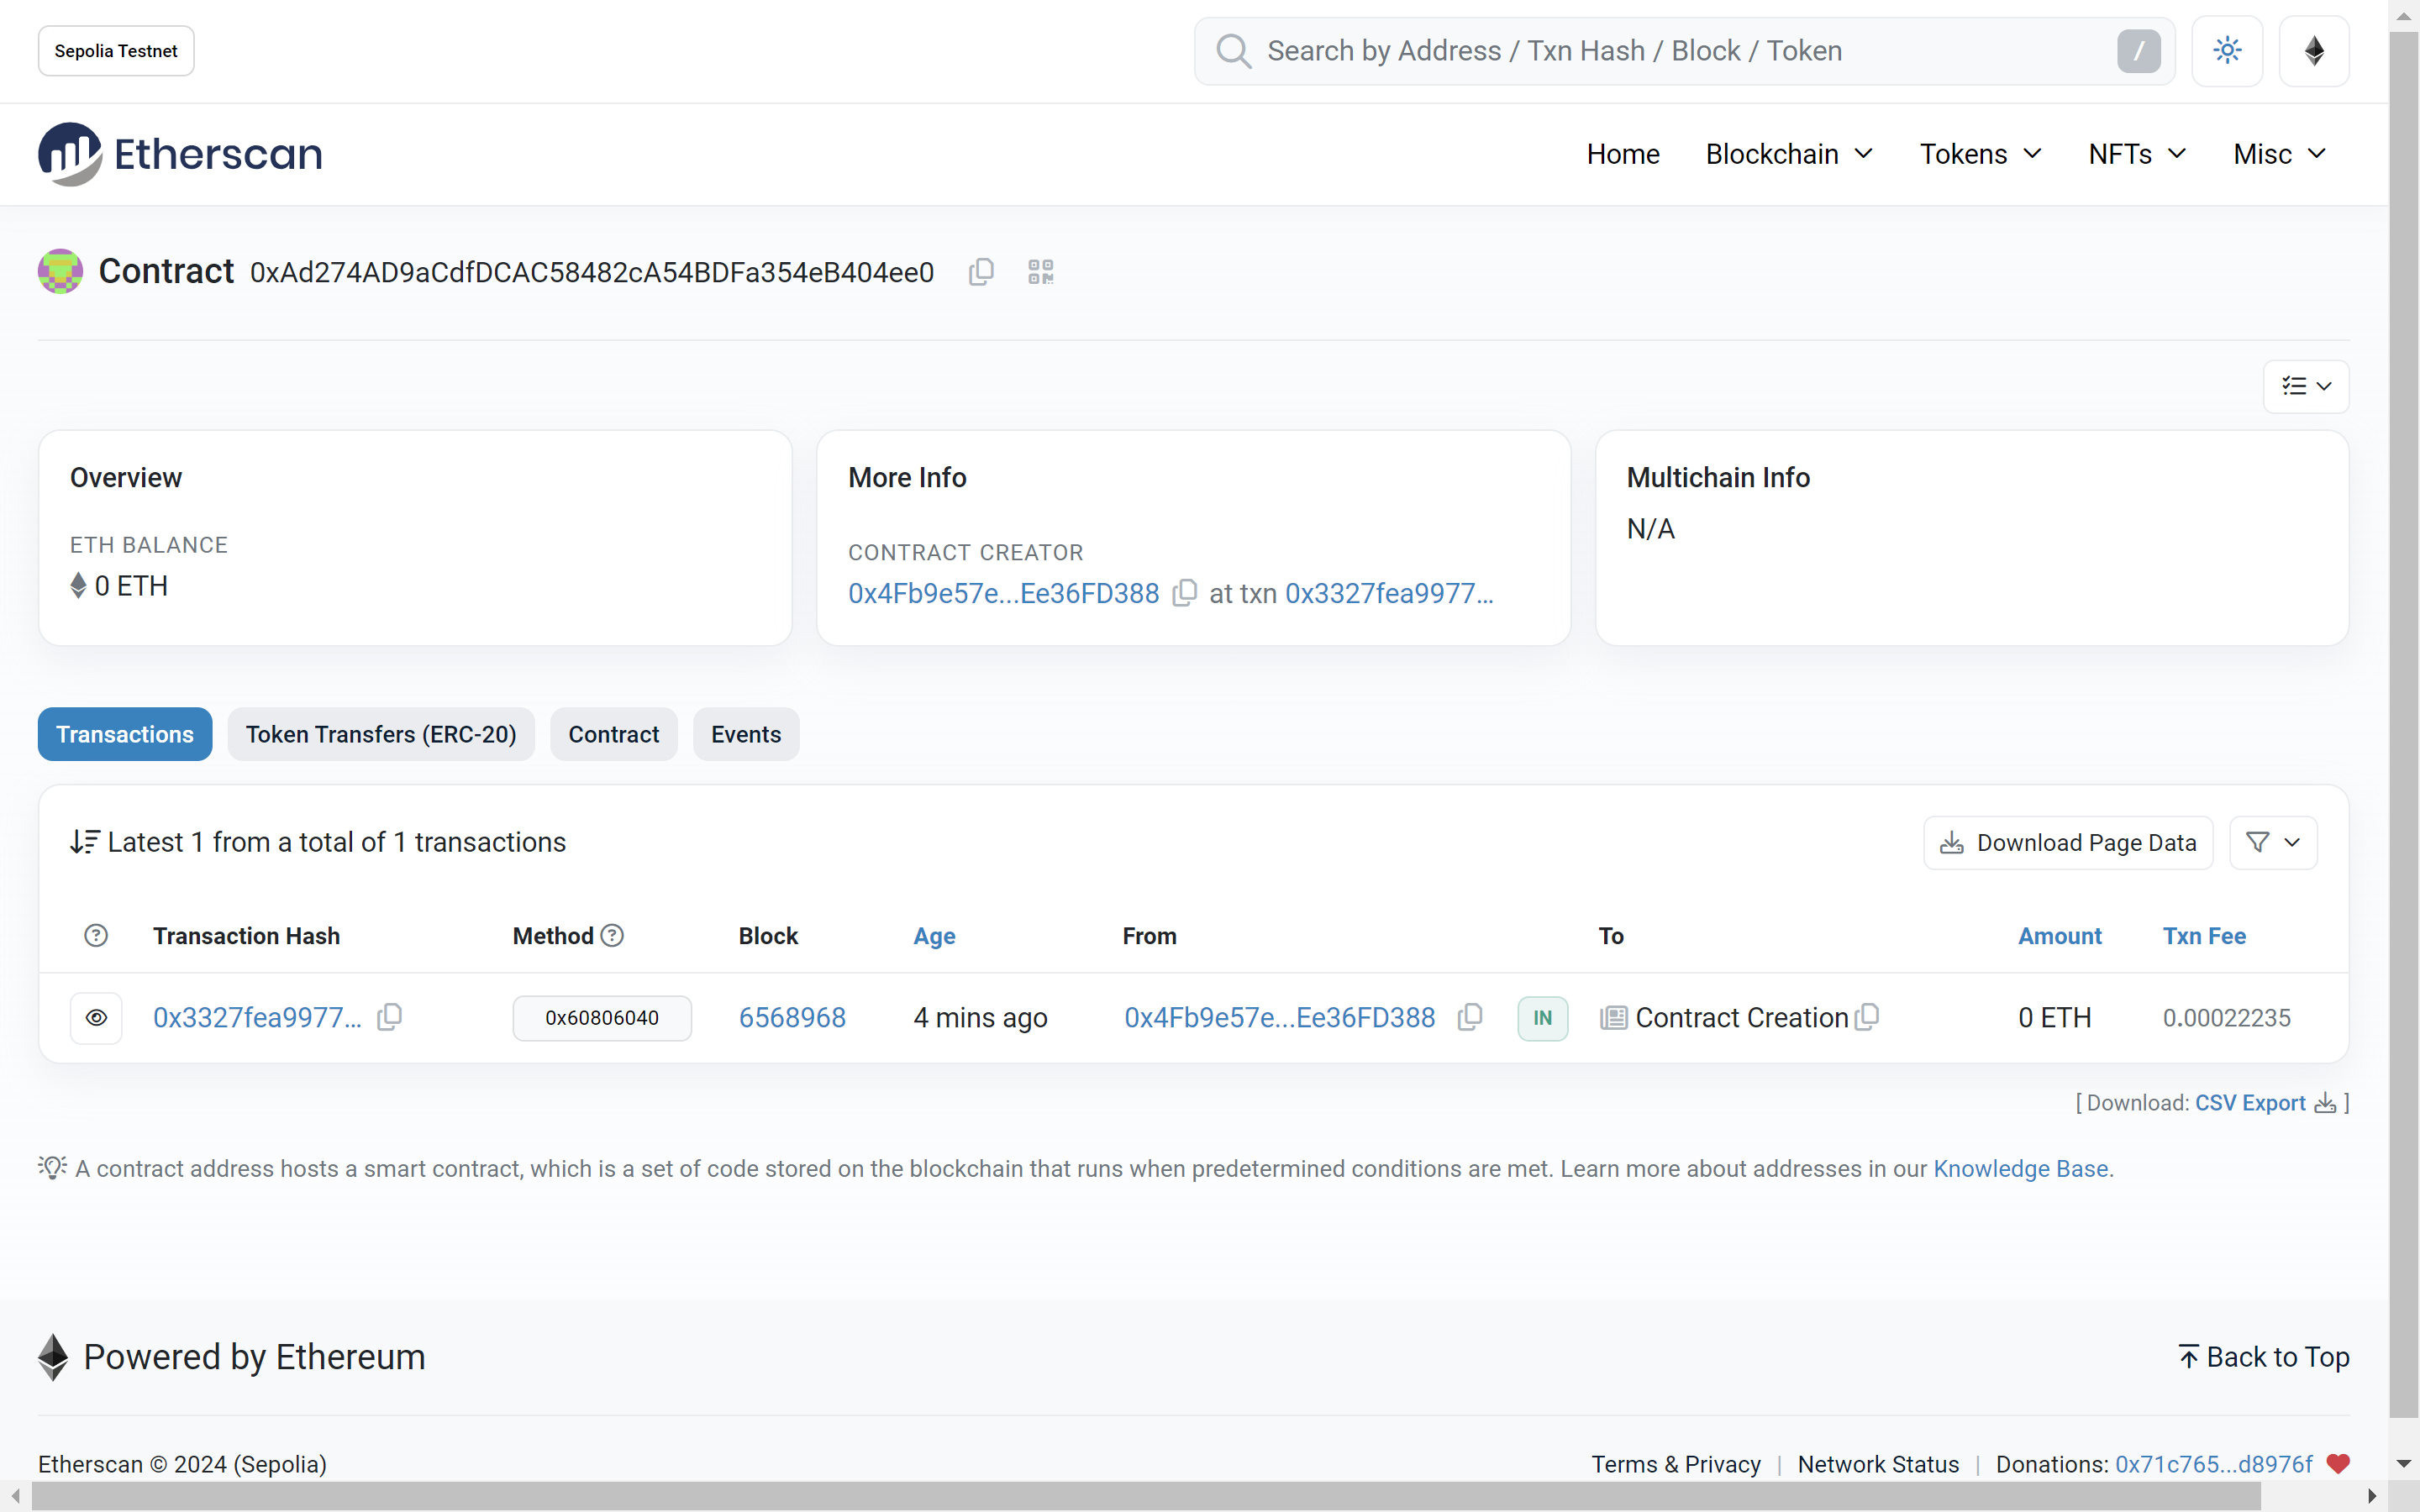 Sepolia Testnet
Search by Address / Txn Hash / Block / Token
/
Etherscan
Home Blockchain Tokens NFTs Misc
Contract 0xAd274AD9aCdfDCAC58482cA54BDFa354eB404ee0
Overview
ETH BALANCE
0 ETH
More Info
CONTRACT CREATOR
0x4Fb9e57e...Ee36FD388 at txn 0x3327fea9977...
Multichain Info
N/A
Transactions Token Transfers (ERC-20) Contract Events
Latest 1 from a total of 1 transactions
Download Page Data
? Transaction Hash Method ? Block Age From To Amount Txn Fee
0x3327fea9977... 0x60806040 6568968 4 mins ago 0x4Fb9e57e...Ee36FD388 IN Contract Creation 0 ETH 0.00022235
[ Download: CSV Export ]
A contract address hosts a smart contract, which is a set of code stored on the blockchain that runs when predetermined conditions are met. Learn more about addresses in our Knowledge Base.
Powered by Ethereum
Back to Top
Etherscan © 2024 (Sepolia)
Terms & Privacy | Network Status | Donations: 0x71c765...d8976f